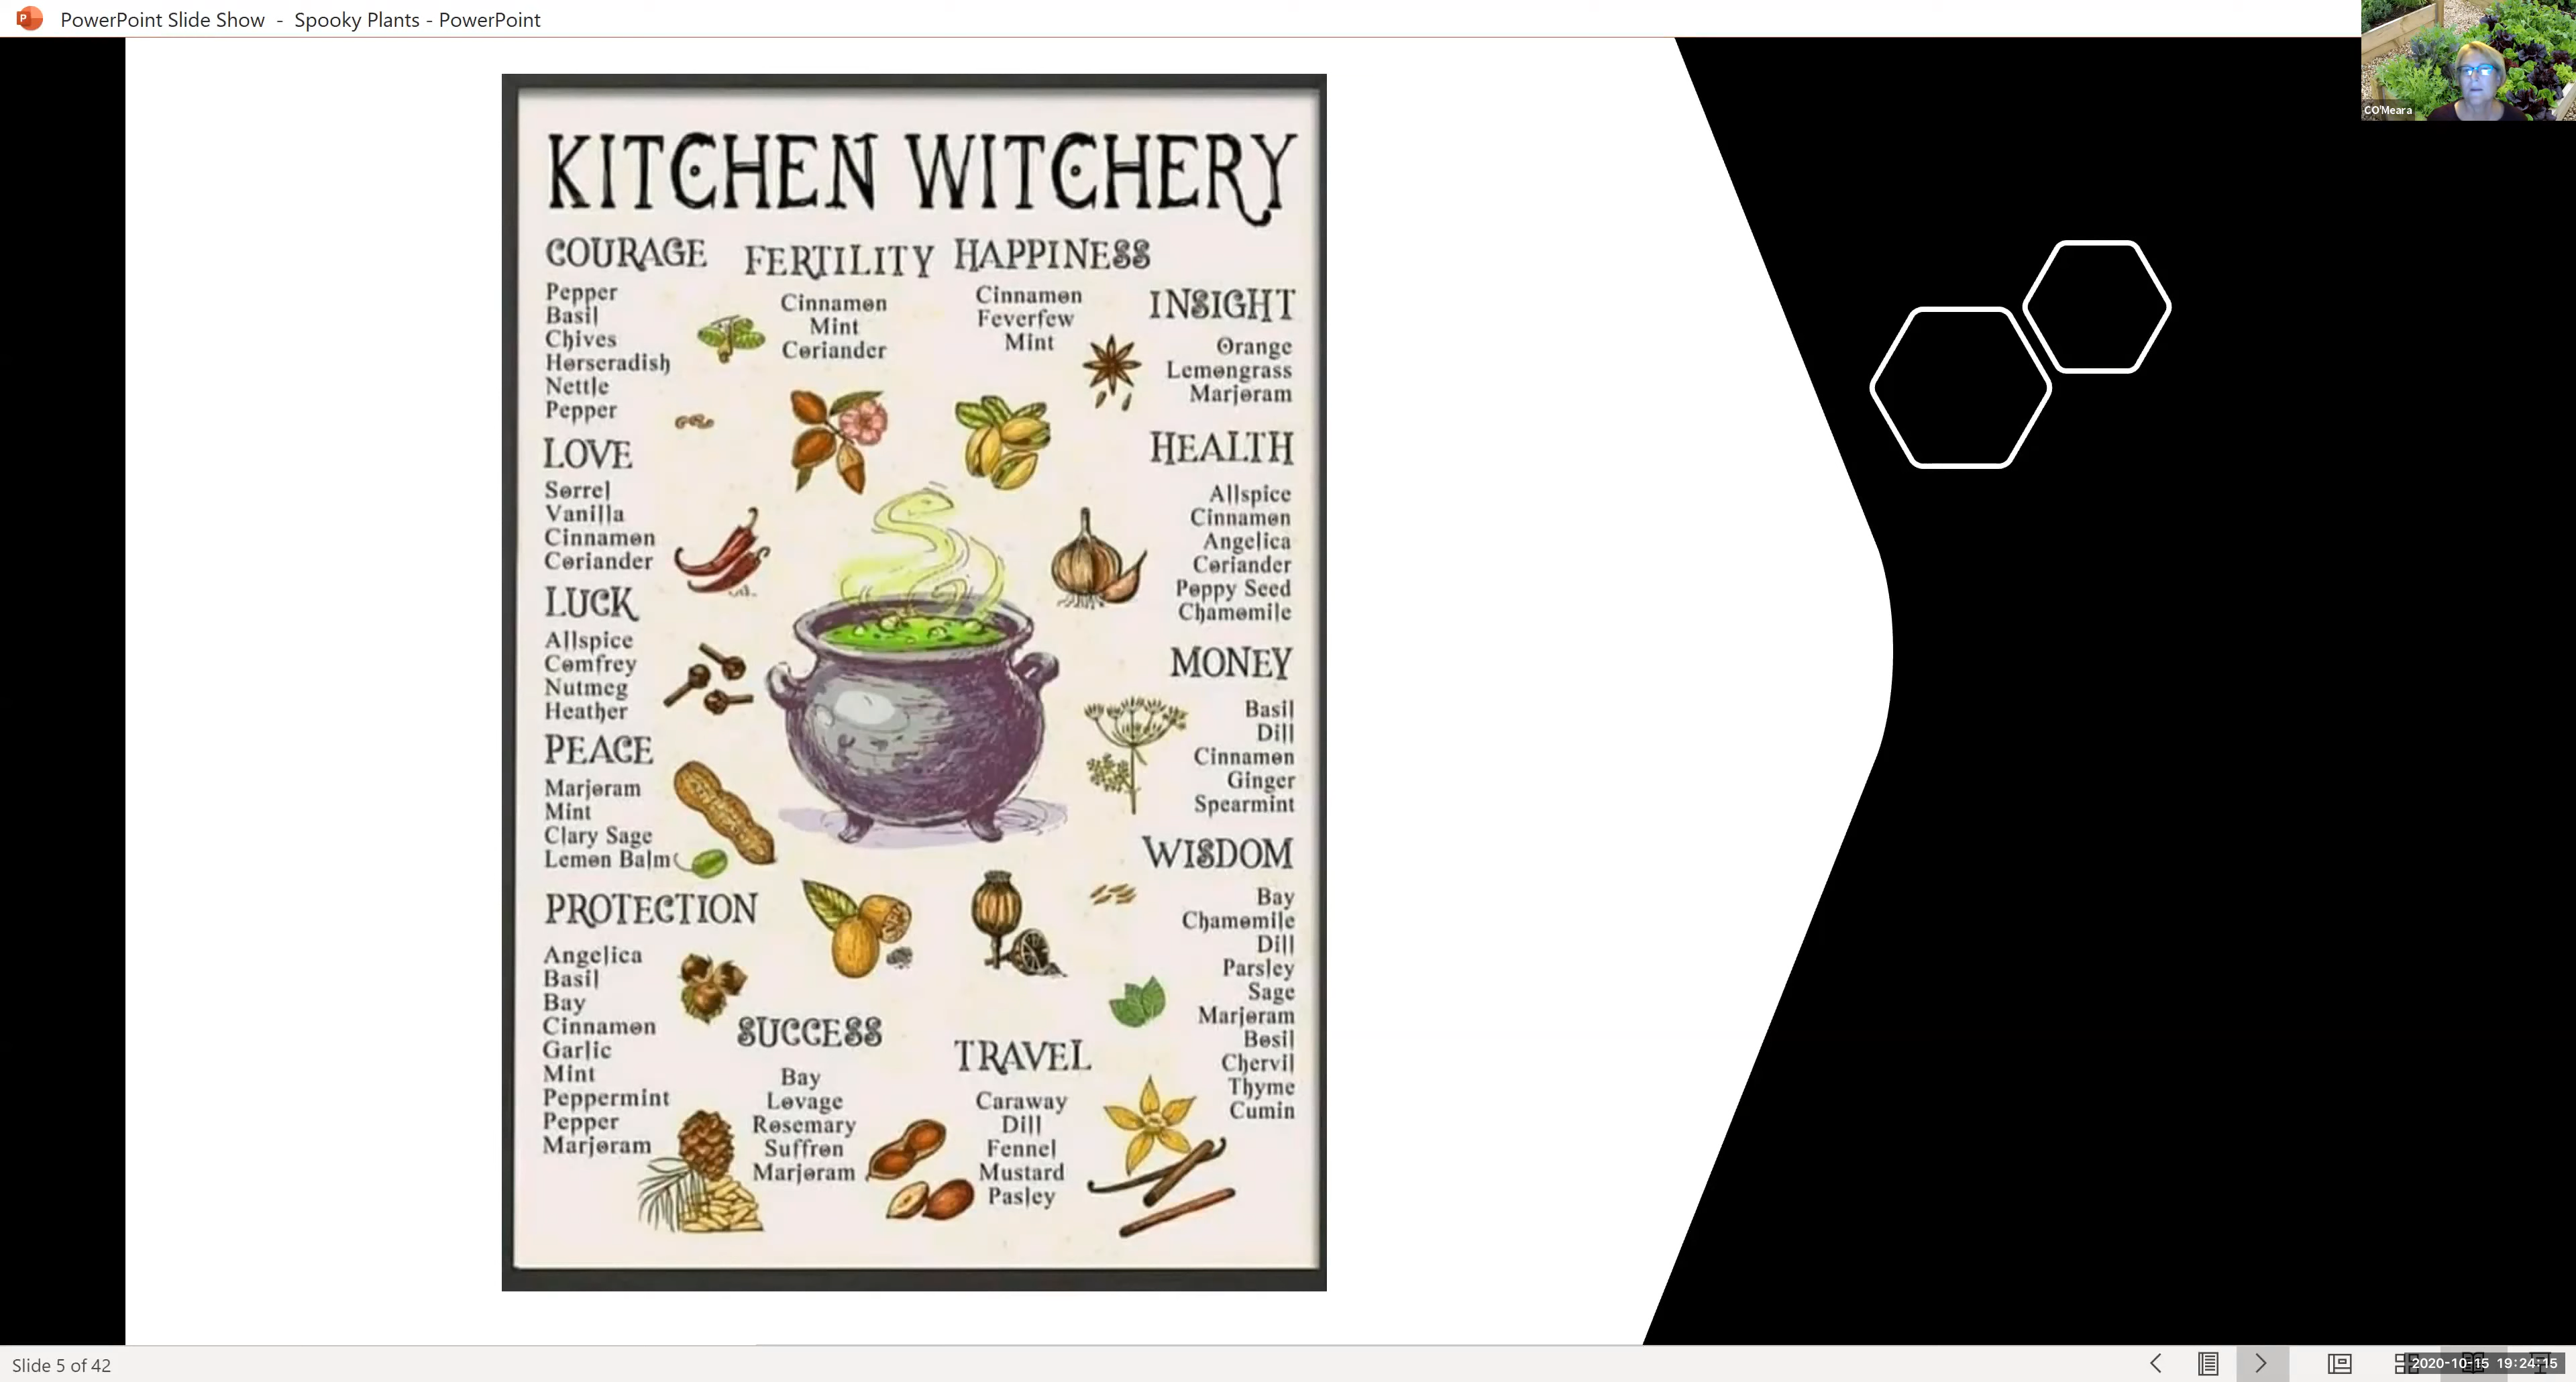 PowerPoint Slide Show - Spooky Plants - PowerPoint
CO'Meara
KITCHEN WITCHERY
COURAGE
Pepper
Basil
Chives
Horseradish
Nettle
Pepper
FERTILITY
Cinnamon
Mint
Coriander
HAPPINESS
Cinnamon
Feverfew
Mint
INSIGHT
Orange
Lemongrass
Marjoram
LOVE
Sorrel
Vanilla
Cinnamon
Coriander
HEALTH
Allspice
Cinnamon
Angelica
Coriander
Poppy Seed
Chamomile
LUCK
Allspice
Comfrey
Nutmeg
Heather
MONEY
Basil
Dill
Cinnamon
Ginger
Spearmint
PEACE
Marjoram
Mint
Clary Sage
Lemon Balm
WISDOM
Bay
Chamomile
Dill
Parsley
Sage
Marjoram
Bosil
Chervil
Thyme
Cumin
PROTECTION
Angelica
Basil
Bay
Cinnamon
Garlic
Mint
Peppermint
Pepper
Marjoram
SUCCESS
Bay
Lovage
Rosemary
Suffron
Marjoram
TRAVEL
Caraway
Dill
Fennel
Mustard
Pasley
Slide 5 of 42
2020-10-15 19:24:15